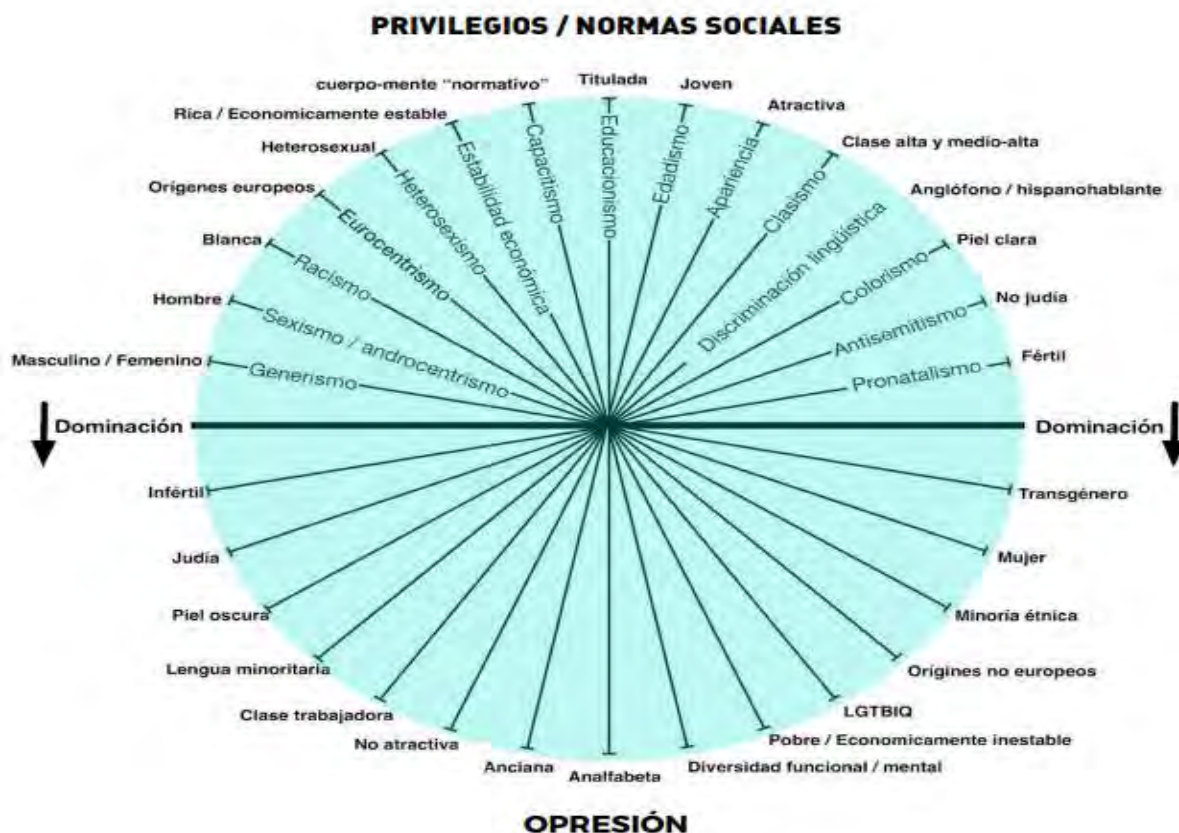 PRIVILEGIOS / NORMAS SOCIALES
cuerpo-mente "normativo"
Titulada
Joven
Rica / Economicamente estable
Atractiva
Heterosexual
Clase alta y medio-alta
Orígenes europeos
Anglófono / hispanohablante
Blanca
Piel clara
Hombre
No judía
Masculino / Femenino
Fértil
Generismo
Sexismo / androcentrismo
Racismo
Eurocentrismo
Heterosexismo
Estabilidad económica
Capacitismo
Educacionismo
Edadismo
Apariencia
Clasismo
Discriminación lingüística
Colorismo
Antisemitismo
Pronatalismo
Dominación
Dominación
Infértil
Transgénero
Judía
Mujer
Piel oscura
Minoría étnica
Lengua minoritaria
Orígines no europeos
Clase trabajadora
LGTBIQ
No atractiva
Pobre / Economicamente inestable
Anciana
Analfabeta
Diversidad funcional / mental
OPRESIÓN